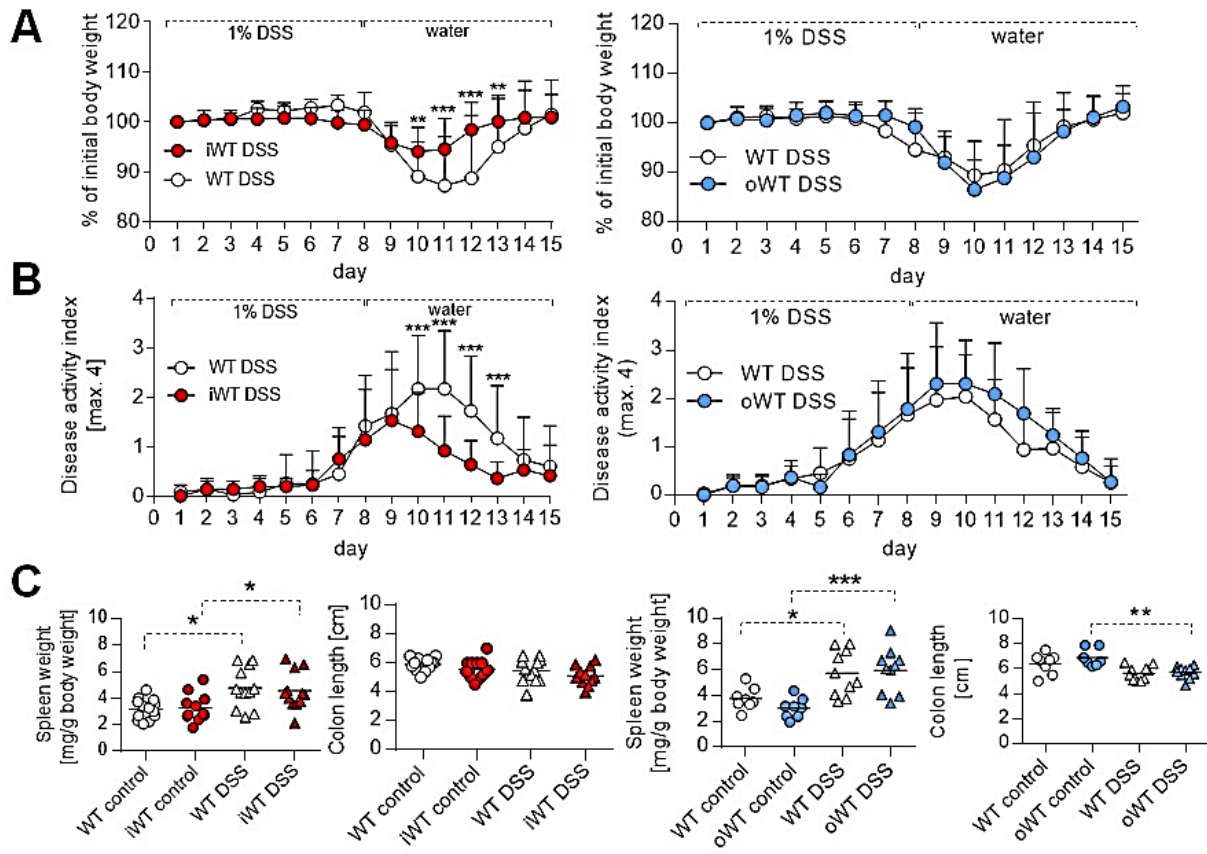 A
% of initial body weight
120
110
100
90
80
1% DSS
water
** *** *** **
iWT DSS
WT DSS
0 1 2 3 4 5 6 7 8 9 10 11 12 13 14 15
day
% of initial body weight
120
110
100
90
80
1% DSS
water
WT DSS
oWT DSS
0 1 2 3 4 5 6 7 8 9 10 11 12 13 14 15
day
B
Disease activity index
[max. 4]
4
3
2
1
0
1% DSS
water
*** *** *** ***
WT DSS
iWT DSS
0 1 2 3 4 5 6 7 8 9 10 11 12 13 14 15
day
Disease activity index
(max. 4)
4
3
2
1
0
1% DSS
water
WT DSS
oWT DSS
0 1 2 3 4 5 6 7 8 9 10 11 12 13 14 15
day
C
Spleen weight
[mg/g body weight]
10
8
6
4
2
0
*
*
WT control
iWT control
WT DSS
iWT DSS
Colon length [cm]
10
8
6
4
2
0
WT control
iWT control
WT DSS
iWT DSS
Spleen weight
[mg/g body weight]
10
8
6
4
2
0
***
*
WT control
oWT control
WT DSS
oWT DSS
Colon length
[cm]
10
8
6
4
2
0
**
WT control
oWT control
WT DSS
oWT DSS